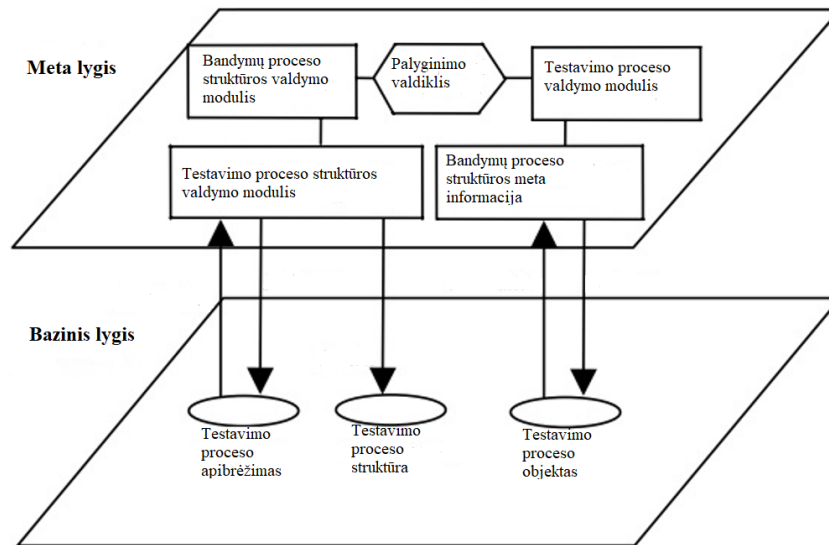 Meta lygis
Bandymų proceso
struktūros valdymo
modulis
Palyginimo
valdiklis
Testavimo proceso
valdymo modulis
Testavimo proceso struktūros
valdymo modulis
Bandymų proceso
struktūros meta
informacija
Bazinis lygis
Testavimo
proceso
apibrėžimas
Testavimo
proceso
struktūra
Testavimo
proceso
objektas